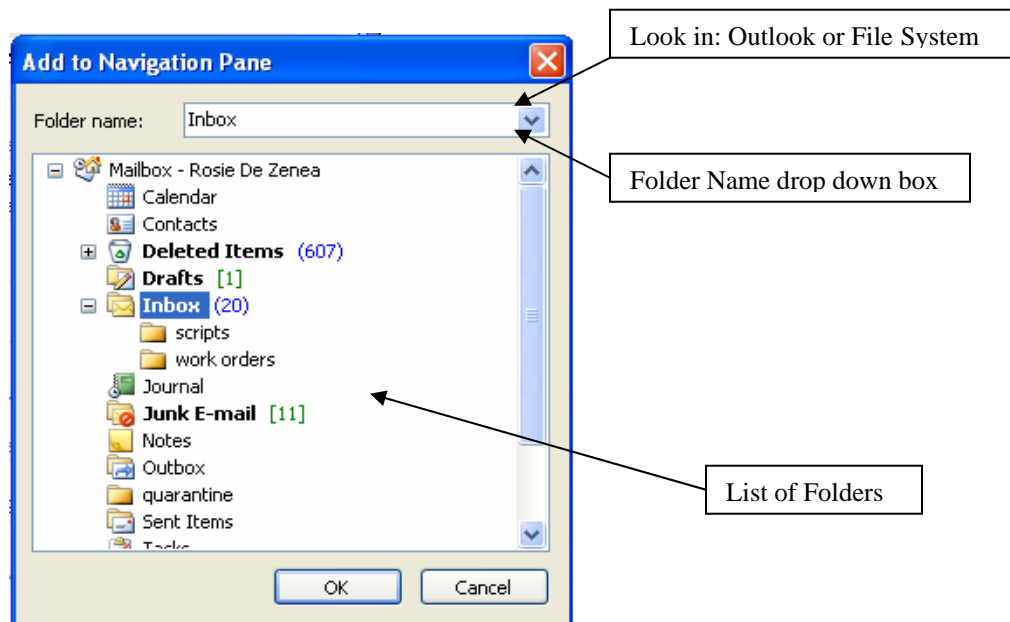 Look in: Outlook or File System
Add to Navigation Pane
Folder name: Inbox
Folder Name drop down box
Mailbox - Rosie De Zenea
Calendar
Contacts
Deleted Items (607)
Drafts [1]
Inbox (20)
scripts
work orders
Journal
Junk E-mail [11]
Notes
Outbox
quarantine
List of Folders
Sent Items
Tasks
OK Cancel